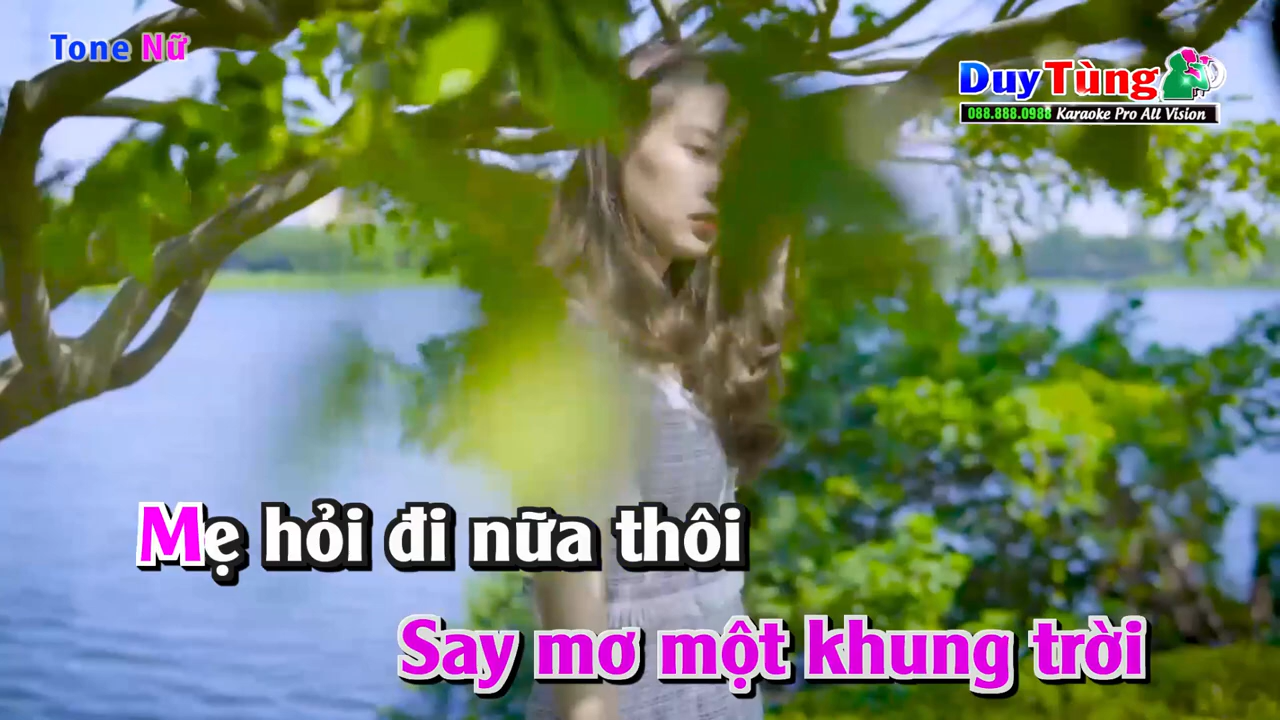 Tone Nữ
DuyTùng
088.888.0988 Karaoke Pro All Vision
Mẹ hỏi đi nữa thôi
Say mơ một khung trời